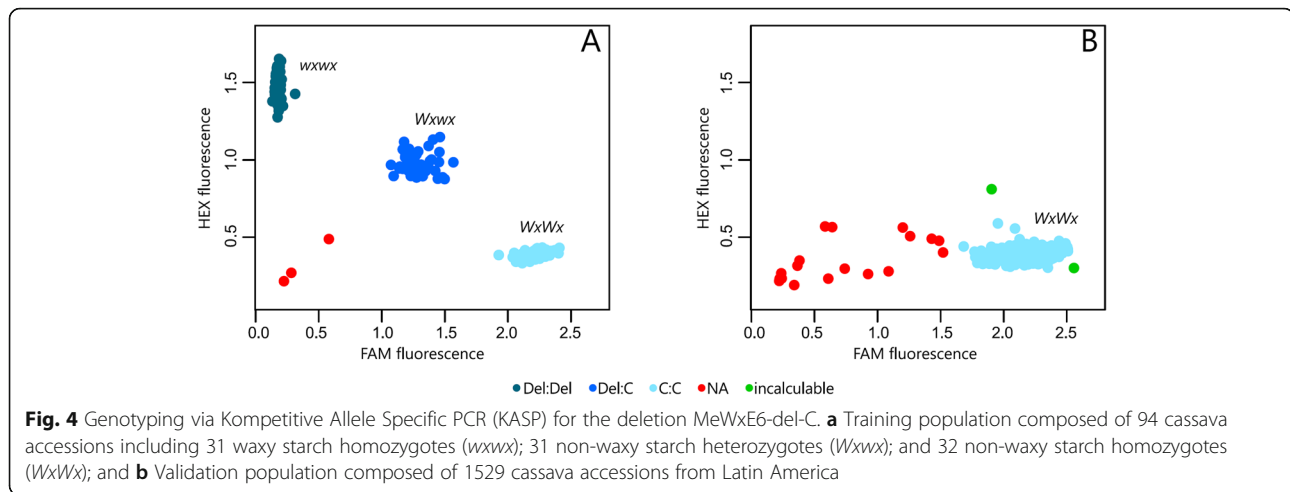 A
wxwx
Wxwx
WxWx
HEX fluorescence
1.5
1.0
0.5
0.0 0.5 1.0 1.5 2.0 2.5
FAM fluorescence
B
WxWx
HEX fluorescence
1.5
1.0
0.5
0.0 0.5 1.0 1.5 2.0 2.5
FAM fluorescence
Del:Del Del:C C:C NA incalculable
Fig. 4 Genotyping via Kompetitive Allele Specific PCR (KASP) for the deletion MeWxE6-del-C. a Training population composed of 94 cassava
accessions including 31 waxy starch homozygotes (wxwx); 31 non-waxy starch heterozygotes (Wxwx); and 32 non-waxy starch homozygotes
(WxWx); and b Validation population composed of 1529 cassava accessions from Latin America